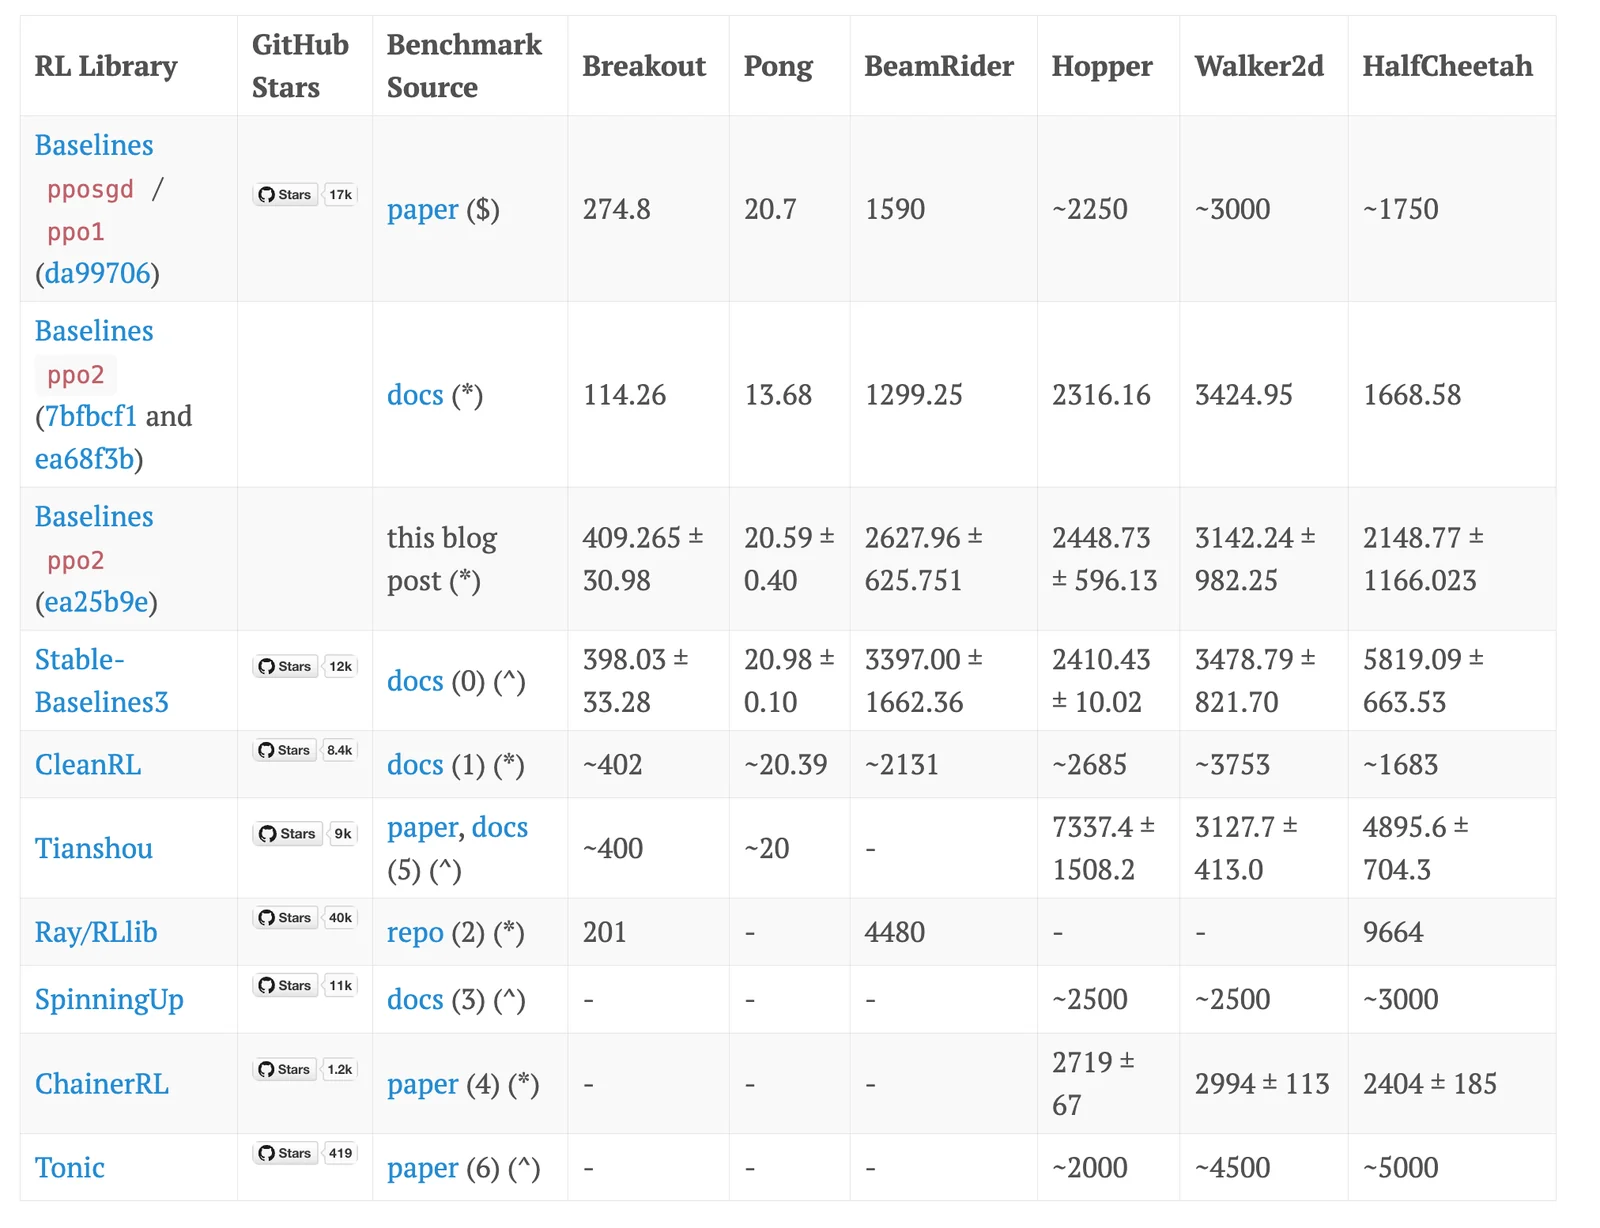 RL Library GitHub Stars Benchmark Source Breakout Pong BeamRider Hopper Walker2d HalfCheetah
Baselines pposgd / ppo1 (da99706) Stars 17k paper ($) 274.8 20.7 1590 ~2250 ~3000 ~1750
Baselines ppo2 (7bfbcf1 and ea68f3b) docs (*) 114.26 13.68 1299.25 2316.16 3424.95 1668.58
Baselines ppo2 (ea25b9e) this blog post (*) 409.265 ± 30.98 20.59 ± 0.40 2627.96 ± 625.751 2448.73 ± 596.13 3142.24 ± 982.25 2148.77 ± 1166.023
Stable-Baselines3 Stars 12k docs (0) (^) 398.03 ± 33.28 20.98 ± 0.10 3397.00 ± 1662.36 2410.43 ± 10.02 3478.79 ± 821.70 5819.09 ± 663.53
CleanRL Stars 8.4k docs (1) (*) ~402 ~20.39 ~2131 ~2685 ~3753 ~1683
Tianshou Stars 9k paper, docs (5) (^) ~400 ~20 - 7337.4 ± 1508.2 3127.7 ± 413.0 4895.6 ± 704.3
Ray/RLlib Stars 40k repo (2) (*) 201 - 4480 - - 9664
SpinningUp Stars 11k docs (3) (^) - - - ~2500 ~2500 ~3000
ChainerRL Stars 1.2k paper (4) (*) - - - 2719 ± 67 2994 ± 113 2404 ± 185
Tonic Stars 419 paper (6) (^) - - - ~2000 ~4500 ~5000